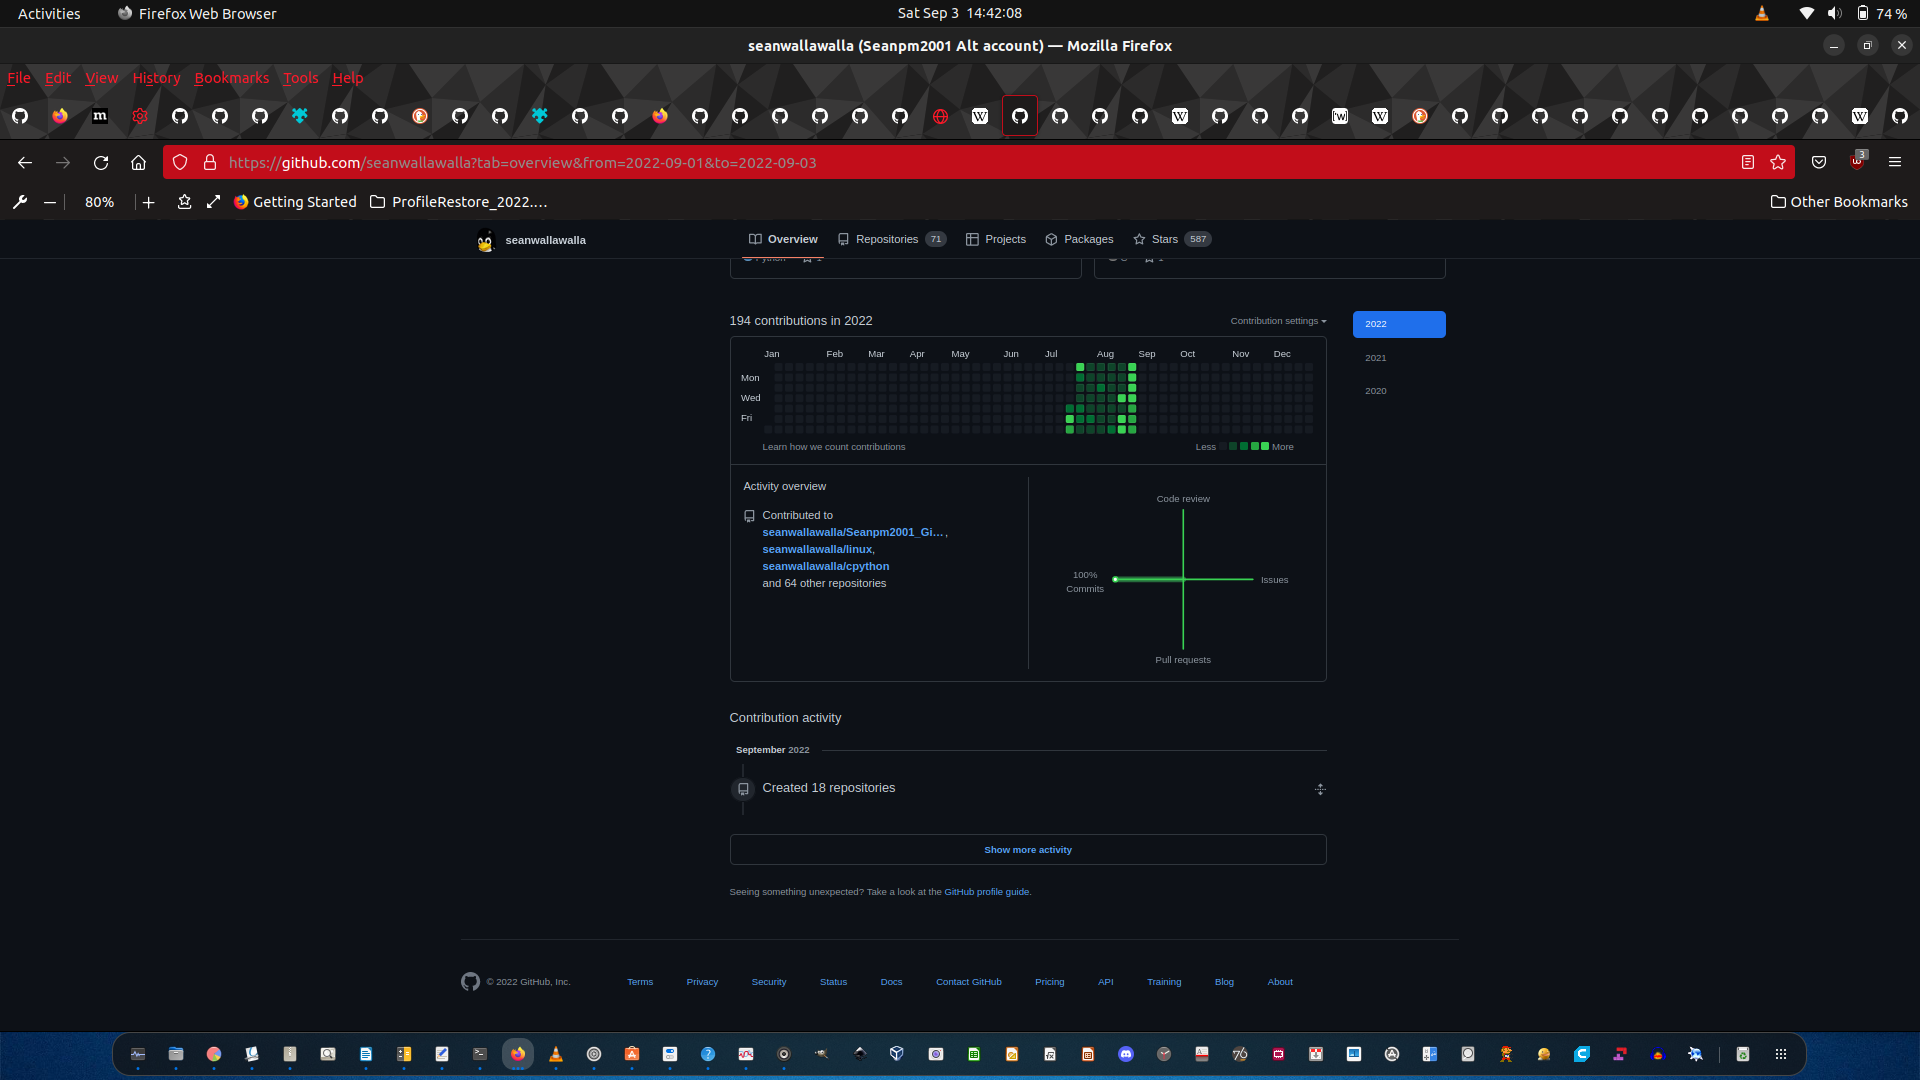 Activities Firefox Web Browser Sat Sep 3 14:42:08 74 %
seanwallawalla (Seanpm2001 Alt account) — Mozilla Firefox
File Edit View History Bookmarks Tools Help
https://github.com/seanwallawalla?tab=overview&from=2022-09-01&to=2022-09-03 3
80% Getting Started ProfileRestore_2022.... Other Bookmarks
seanwallawalla Overview Repositories 71 Projects Packages Stars 587
194 contributions in 2022 Contribution settings 2022
2021
2020
Jan Feb Mar Apr May Jun Jul Aug Sep Oct Nov Dec
Mon
Wed
Fri
Learn how we count contributions Less More
Activity overview
Contributed to
seanwallawalla/Seanpm2001_Gi… ,
seanwallawalla/linux,
seanwallawalla/cpython
and 64 other repositories
Code review
100%
Commits
Issues
Pull requests
Contribution activity
September 2022
Created 18 repositories
Show more activity
Seeing something unexpected? Take a look at the GitHub profile guide.
© 2022 GitHub, Inc. Terms Privacy Security Status Docs Contact GitHub Pricing API Training Blog About